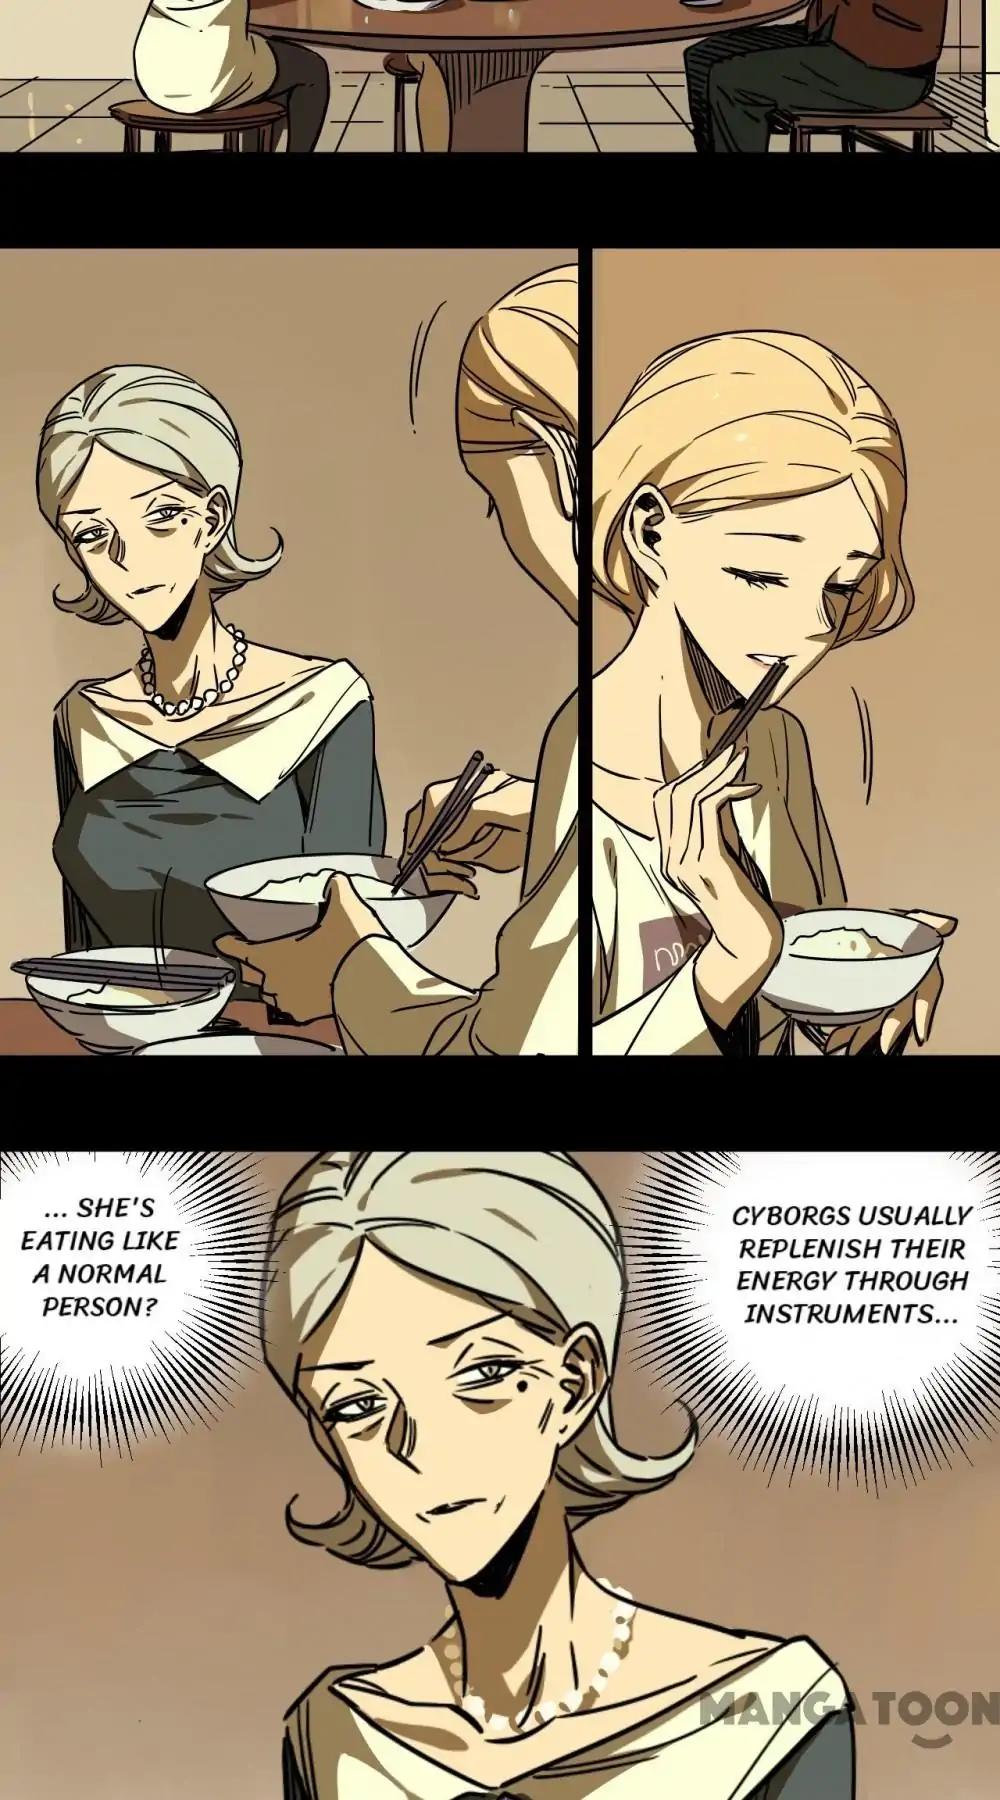 ... SHE'S
EATING LIKE
A NORMAL
PERSON?
CYBORGS USUALLY
REPLENISH THEIR
ENERGY THROUGH
INSTRUMENTS...
MANGATOON